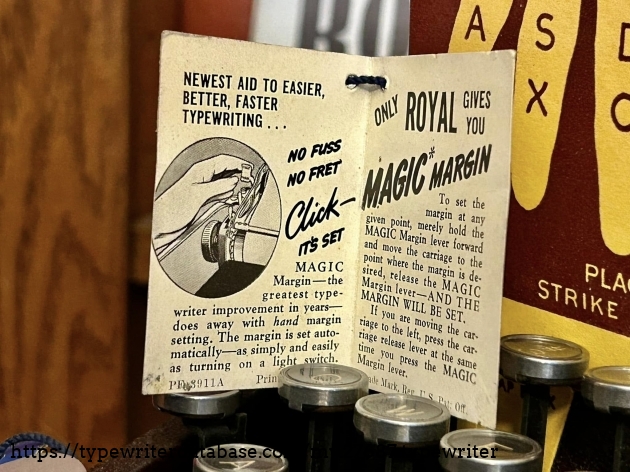 NEWEST AID TO EASIER,
BETTER, FASTER
TYPEWRITING . . .
NO FUSS
NO FRET
Click—
IT'S SET
MAGIC
Margin—the
greatest type-
writer improvement in years—
does away with hand margin
setting. The margin is set auto-
matically—as simply and easily
as turning on a light switch.
PF-3911A
ONLY ROYAL GIVES YOU
MAGIC* MARGIN
To set the
margin at any
given point, merely hold the
MAGIC Margin lever forward
and move the carriage to the
point where the margin is de-
sired, release the MAGIC
Margin lever—AND THE
MARGIN WILL BE SET.
If you are moving the car-
riage to the left, press the car-
riage release lever at the same
time you press the MAGIC
Margin lever.
Mark, Reg. U.S. Pat. Off.
A S
X
STRIKE